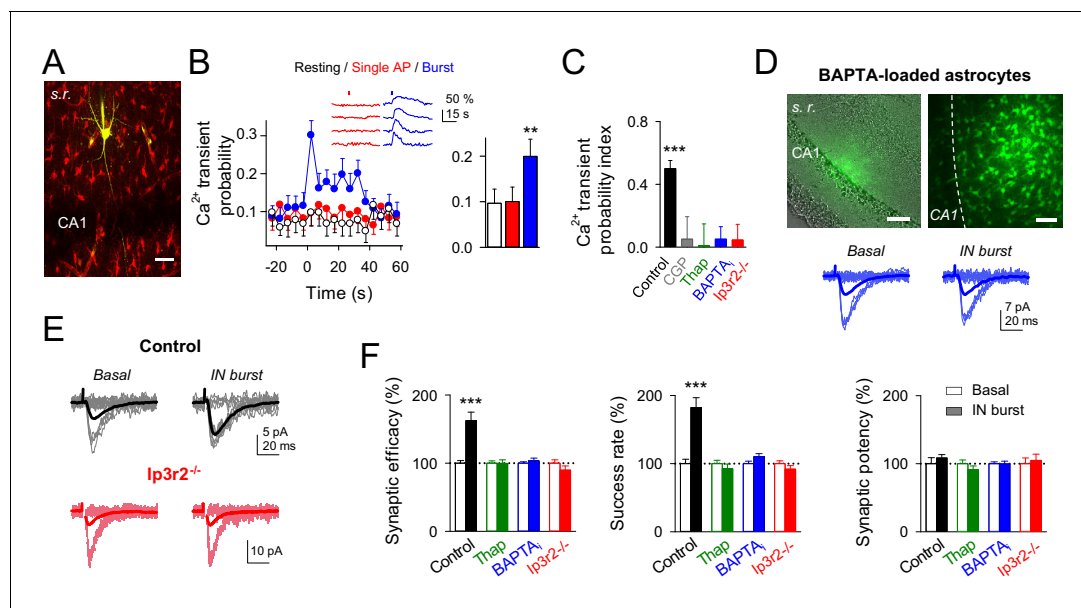 A
s.r.
CA1
B
Resting / Single AP / Burst
50 %
15 s
Ca2+ transient
probability
0.3
0.2
0.1
-20 0 20 40 60
Time (s)
**
0.2
0.1
0.0
C
Ca2+ transient
probability index
0.8
0.4
0.0
***
Control
CGP
Thap
BAPTAi
Ip3r2-/-
D
BAPTA-loaded astrocytes
s. r.
CA1
CA1
Basal
IN burst
7 pA
20 ms
E
Control
Basal
IN burst
5 pA
20 ms
Ip3r2-/-
10 pA
F
Synaptic efficacy (%)
200
100
0
***
Control
Thap
BAPTAi
Ip3r2-/-
Success rate (%)
200
100
0
***
Control
Thap
BAPTAi
Ip3r2-/-
Synaptic potency (%)
200
100
0
Basal
IN burst
Control
Thap
BAPTAi
Ip3r2-/-